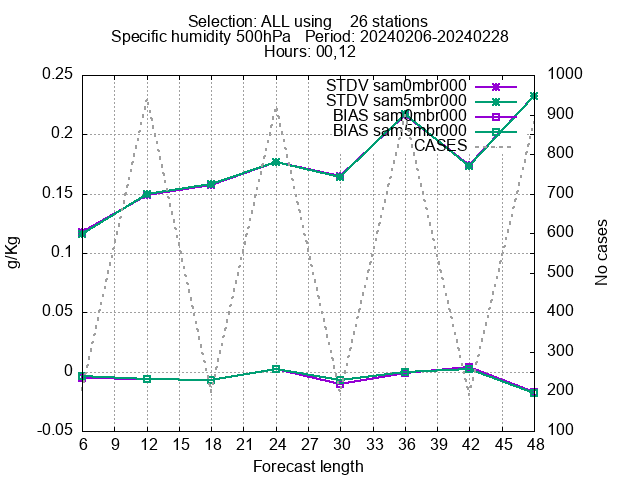 Selection: ALL using    26 stations
Specific humidity 500hPa   Period: 20240206-20240228
Hours: 00,12
STDV sam0mbr000
STDV sam5mbr000
BIAS sam0mbr000
BIAS sam5mbr000
CASES
0.25
0.2
0.15
0.1
0.05
0
-0.05
g/Kg
1000
900
800
700
600
500
400
300
200
100
No cases
6 9 12 15 18 21 24 27 30 33 36 39 42 45 48
Forecast length